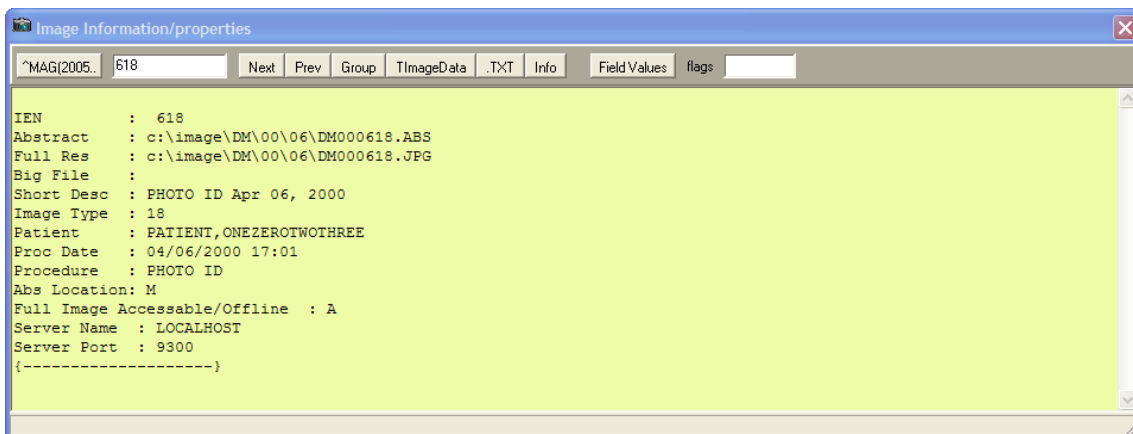 Image Information/properties
^MAG(2005.. 618 Next Prev Group TImageData .TXT Info Field Values flags
IEN : 618
Abstract : c:\image\DM\00\06\DM000618.ABS
Full Res : c:\image\DM\00\06\DM000618.JPG
Big File :
Short Desc : PHOTO ID Apr 06, 2000
Image Type : 18
Patient : PATIENT,ONEZEROTWOTHREE
Proc Date : 04/06/2000 17:01
Procedure : PHOTO ID
Abs Location: M
Full Image Accessable/Offline : A
Server Name : LOCALHOST
Server Port : 9300
{--------------------}